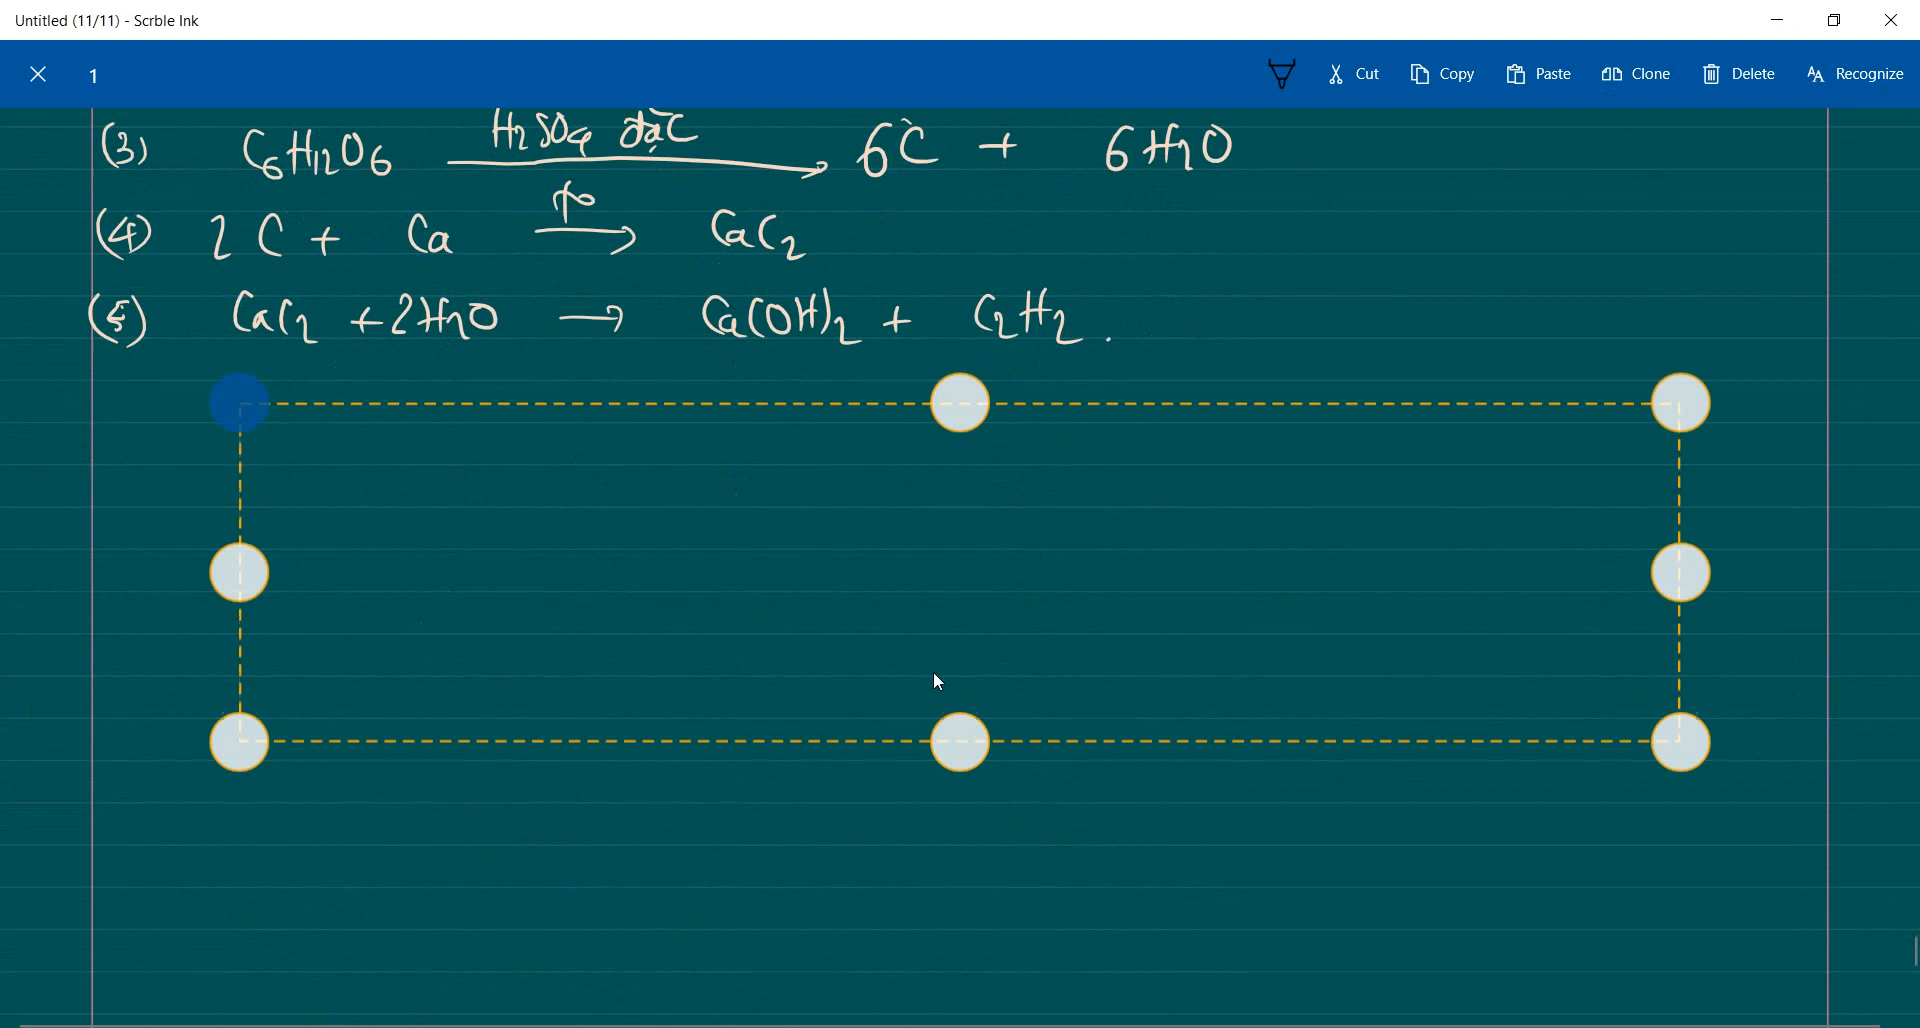 Untitled (11/11) - Scrble Ink
1 Cut Copy Paste Clone Delete Recognize
(3) C₆H₁₂O₆ H₂SO₄ đặc → 6C + 6H₂O
(4) 2C + Ca t° → CaC₂
(5) CaC₂ + 2H₂O → Ca(OH)₂ + C₂H₂.